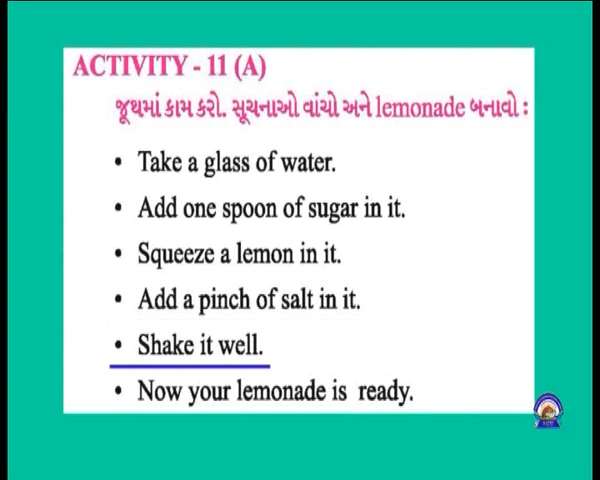 ACTIVITY - 11 (A)
જૂથમાં કામ કરો. સૂચનાઓ વાંચો અને lemonade બનાવો :
• Take a glass of water.
• Add one spoon of sugar in it.
• Squeeze a lemon in it.
• Add a pinch of salt in it.
• Shake it well.
• Now your lemonade is ready.